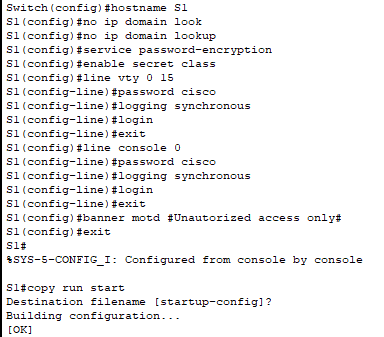 Switch(config)#hostname S1
S1(config)#no ip domain look
S1(config)#no ip domain lookup
S1(config)#service password-encryption
S1(config)#enable secret class
S1(config)#line vty 0 15
S1(config-line)#password cisco
S1(config-line)#logging synchronous
S1(config-line)#login
S1(config-line)#exit
S1(config)#line console 0
S1(config-line)#password cisco
S1(config-line)#logging synchronous
S1(config-line)#login
S1(config-line)#exit
S1(config)#banner motd #Unautorized access only#
S1(config)#exit
S1#
%SYS-5-CONFIG_I: Configured from console by console
S1#copy run start
Destination filename [startup-config]?
Building configuration...
[OK]